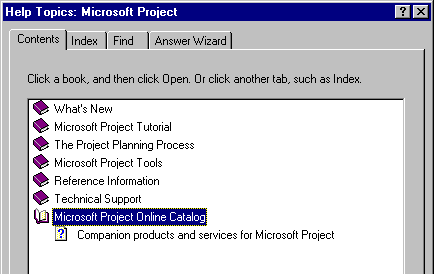 Help Topics: Microsoft Project
Contents Index Find Answer Wizard
Click a book, and then click Open. Or click another tab, such as Index.
What's New
Microsoft Project Tutorial
The Project Planning Process
Microsoft Project Tools
Reference Information
Technical Support
Microsoft Project Online Catalog
Companion products and services for Microsoft Project